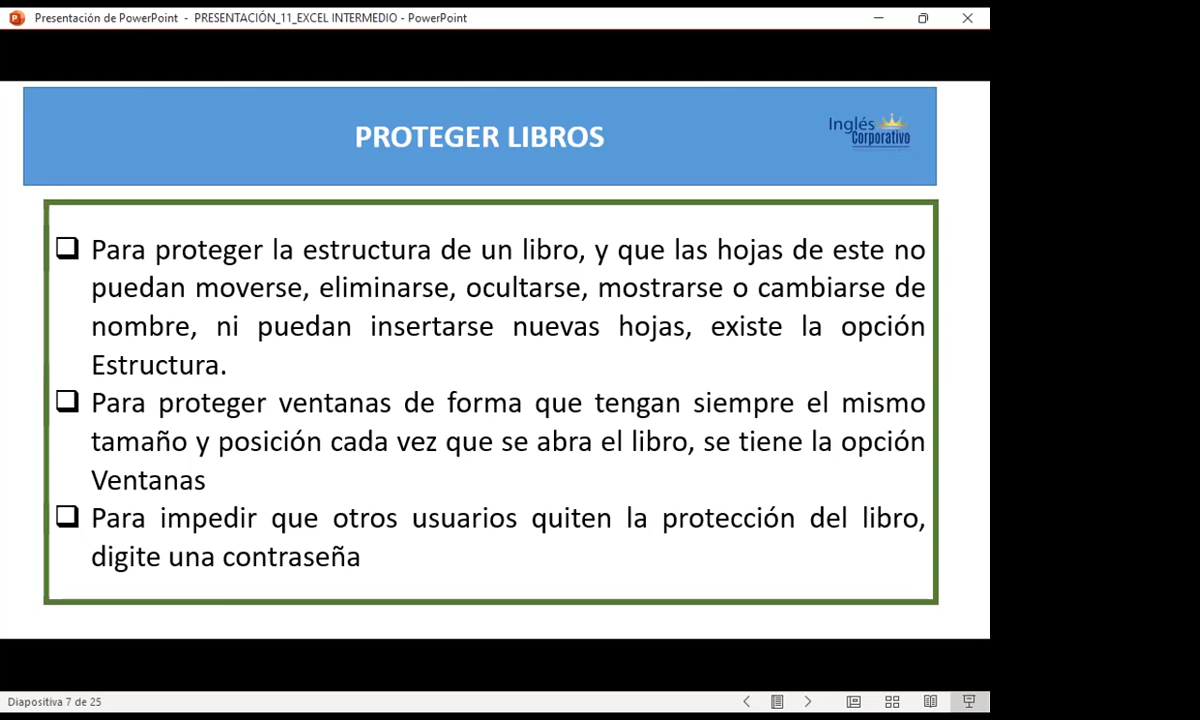 Presentación de PowerPoint - PRESENTACIÓN_11_EXCEL INTERMEDIO - PowerPoint
PROTEGER LIBROS
Inglés
Corporativo
Para proteger la estructura de un libro, y que las hojas de este no
puedan moverse, eliminarse, ocultarse, mostrarse o cambiarse de
nombre, ni puedan insertarse nuevas hojas, existe la opción
Estructura.
Para proteger ventanas de forma que tengan siempre el mismo
tamaño y posición cada vez que se abra el libro, se tiene la opción
Ventanas
Para impedir que otros usuarios quiten la protección del libro,
digite una contraseña
Diapositiva 7 de 25